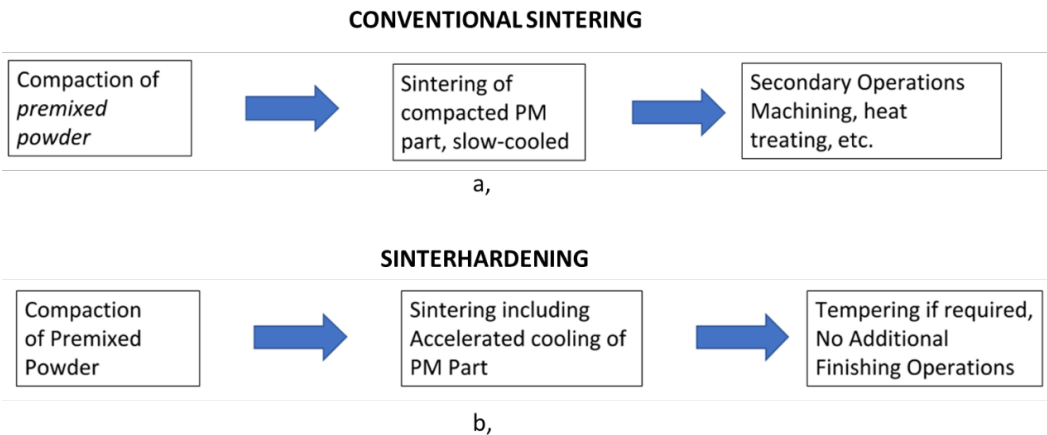 CONVENTIONAL SINTERING
Compaction of
premixed
powder
Sintering of
compacted PM
part, slow-cooled
Secondary Operations
Machining, heat
treating, etc.
a,
SINTERHARDENING
Compaction
of Premixed
Powder
Sintering including
Accelerated cooling of
PM Part
Tempering if required,
No Additional
Finishing Operations
b,